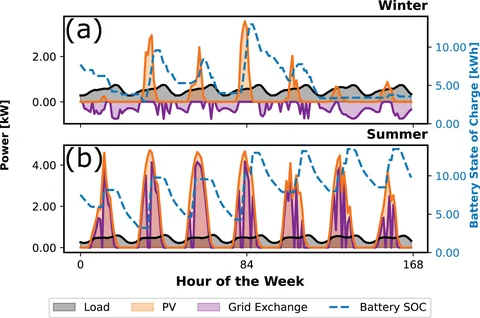 Winter
(a)
2.00
0.00
10.00
5.00
0.00
Power [kW]
Battery State of Charge [kWh]
Summer
(b)
4.00
2.00
0.00
10.00
5.00
0.00
0
84
168
Hour of the Week
Load
PV
Grid Exchange
Battery SOC